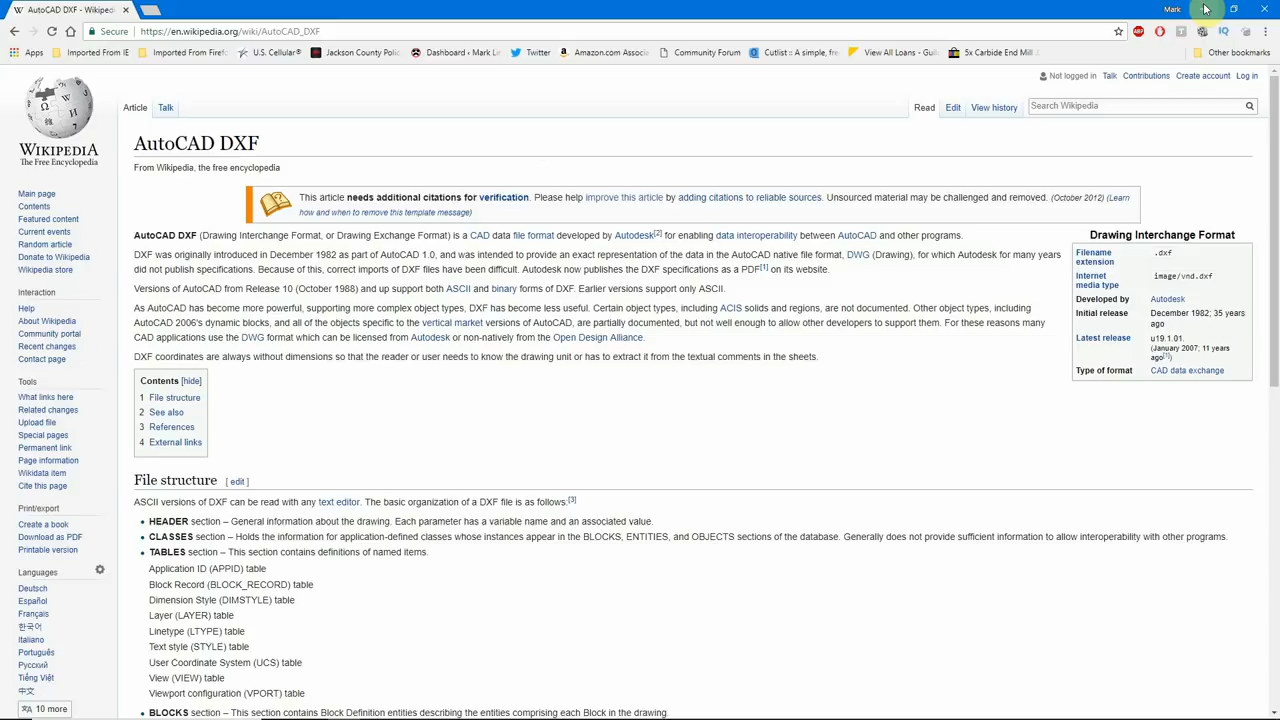 AutoCAD DXF - Wikiped
Mark
Secure https://en.wikipedia.org/wiki/AutoCAD_DXF
Apps Imported From IE Imported From Firef U.S. Cellular® Jackson County Polic Dashboard ‹ Mark Li Twitter Amazon.com Associa Community Forum Cutlist :: A simple, f View All Loans - Gui 5x Carbide End Mill Other bookmarks
Not logged in Talk Contributions Create account Log in
Article Talk Read Edit View history Search Wikipedia
WIKIPEDIA
The Free Encyclopedia
Main page
Contents
Featured content
Current events
Random article
Donate to Wikipedia
Wikipedia store
Interaction
Help
About Wikipedia
Community portal
Recent changes
Contact page
Tools
What links here
Related changes
Upload file
Special pages
Permanent link
Page information
Wikidata item
Cite this page
Print/export
Create a book
Download as PDF
Printable version
Languages
Deutsch
Español
Français
한국어
Italiano
Português
Русский
Tiếng Việt
中文
10 more
AutoCAD DXF
From Wikipedia, the free encyclopedia
This article needs additional citations for verification. Please help improve this article by adding citations to reliable sources. Unsourced material may be challenged and removed. (October 2012) (Learn
how and when to remove this template message)
AutoCAD DXF (Drawing Interchange Format, or Drawing Exchange Format) is a CAD data file format developed by Autodesk[2] for enabling data interoperability between AutoCAD and other programs.
DXF was originally introduced in December 1982 as part of AutoCAD 1.0, and was intended to provide an exact representation of the data in the AutoCAD native file format, DWG (Drawing), for which Autodesk for many years
did not publish specifications. Because of this, correct imports of DXF files have been difficult. Autodesk now publishes the DXF specifications as a PDF[1] on its website.
Versions of AutoCAD from Release 10 (October 1988) and up support both ASCII and binary forms of DXF. Earlier versions support only ASCII.
As AutoCAD has become more powerful, supporting more complex object types, DXF has become less useful. Certain object types, including ACIS solids and regions, are not documented. Other object types, including
AutoCAD 2006's dynamic blocks, and all of the objects specific to the vertical market versions of AutoCAD, are partially documented, but not well enough to allow other developers to support them. For these reasons many
CAD applications use the DWG format which can be licensed from Autodesk or non-natively from the Open Design Alliance.
DXF coordinates are always without dimensions so that the reader or user needs to know the drawing unit or has to extract it from the textual comments in the sheets.
Drawing Interchange Format
Filename extension .dxf
Internet media type image/vnd.dxf
Developed by Autodesk
Initial release December 1982; 35 years ago
Latest release u19.1.01.
(January 2007; 11 years
ago[1])
Type of format CAD data exchange
Contents [hide]
1 File structure
2 See also
3 References
4 External links
File structure [ edit ]
ASCII versions of DXF can be read with any text editor. The basic organization of a DXF file is as follows:[3]
• HEADER section – General information about the drawing. Each parameter has a variable name and an associated value.
• CLASSES section – Holds the information for application-defined classes whose instances appear in the BLOCKS, ENTITIES, and OBJECTS sections of the database. Generally does not provide sufficient information to allow interoperability with other programs.
• TABLES section – This section contains definitions of named items.
Application ID (APPID) table
Block Record (BLOCK_RECORD) table
Dimension Style (DIMSTYLE) table
Layer (LAYER) table
Linetype (LTYPE) table
Text style (STYLE) table
User Coordinate System (UCS) table
View (VIEW) table
Viewport configuration (VPORT) table
• BLOCKS section – This section contains Block Definition entities describing the entities comprising each Block in the drawing.